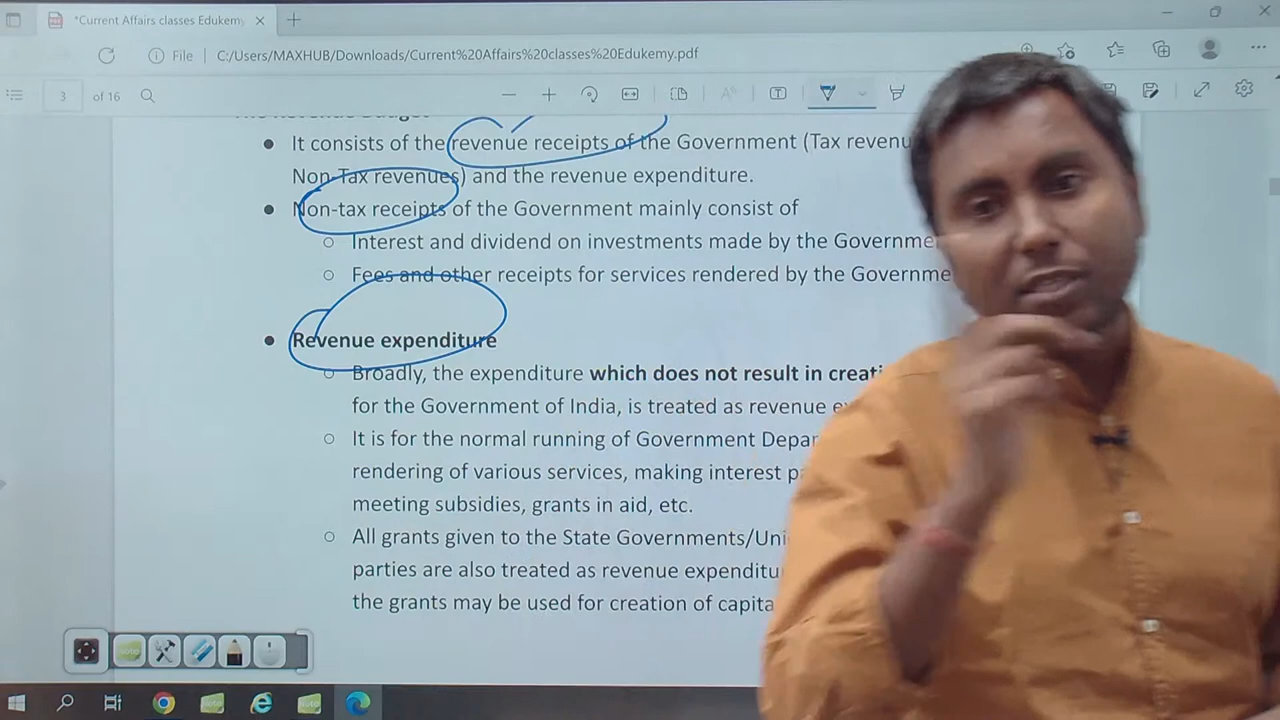 *Current Affairs classes Edukemy
File C:/Users/MAXHUB/Downloads/Current%20Affairs%20classes%20Edukemy.pdf
3 of 16
It consists of the revenue receipts of the Government (Tax revenu
Non-Tax revenues) and the revenue expenditure.
Non-tax receipts of the Government mainly consist of
Interest and dividend on investments made by the Governme
Fees and other receipts for services rendered by the Governme
Revenue expenditure
Broadly, the expenditure which does not result in creati
for the Government of India, is treated as revenue e
It is for the normal running of Government Depar
rendering of various services, making interest pa
meeting subsidies, grants in aid, etc.
All grants given to the State Governments/Uni
parties are also treated as revenue expenditu
the grants may be used for creation of capita